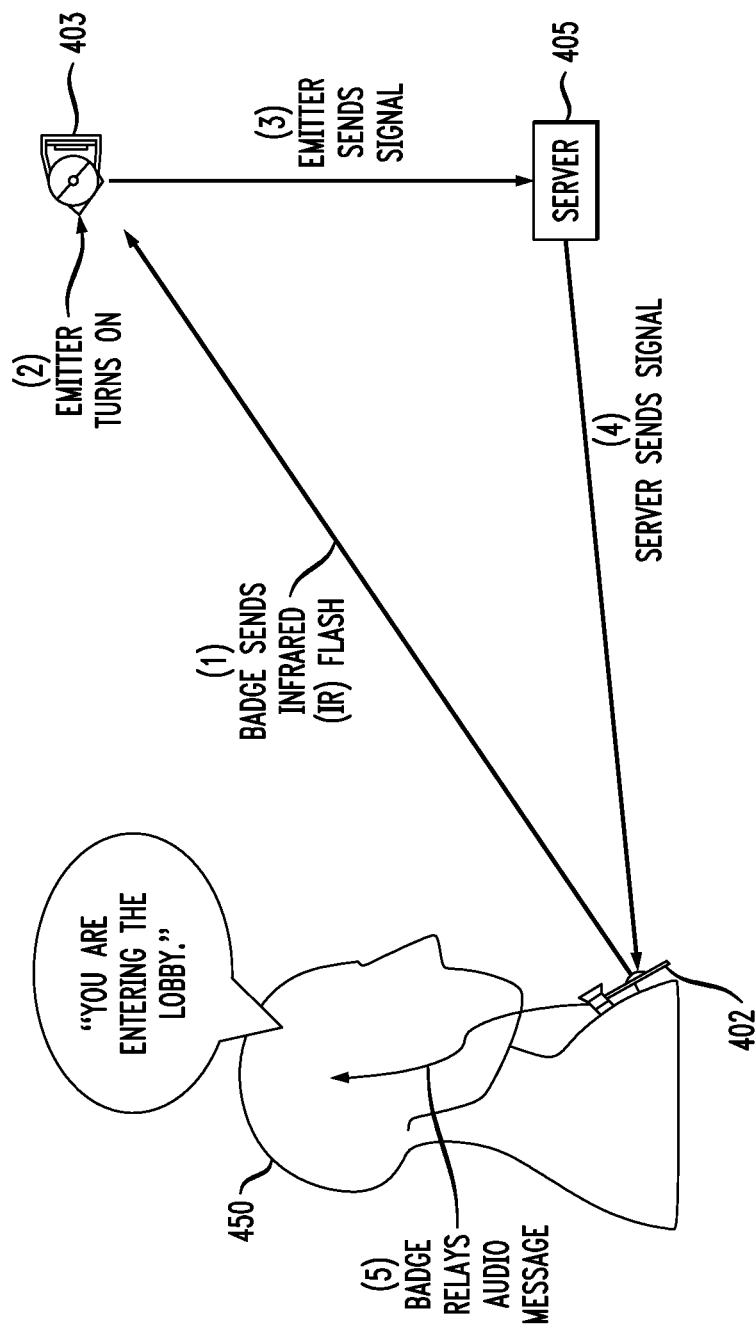 450
“YOU ARE
ENTERING THE
LOBBY.”
(1)
BADGE SENDS
INFRARED
(IR) FLASH
(2)
EMITTER
TURNS ON
403
(3)
EMITTER
SENDS
SIGNAL
SERVER
405
(4)
SERVER SENDS SIGNAL
402
(5)
BADGE
RELAYS
AUDIO
MESSAGE